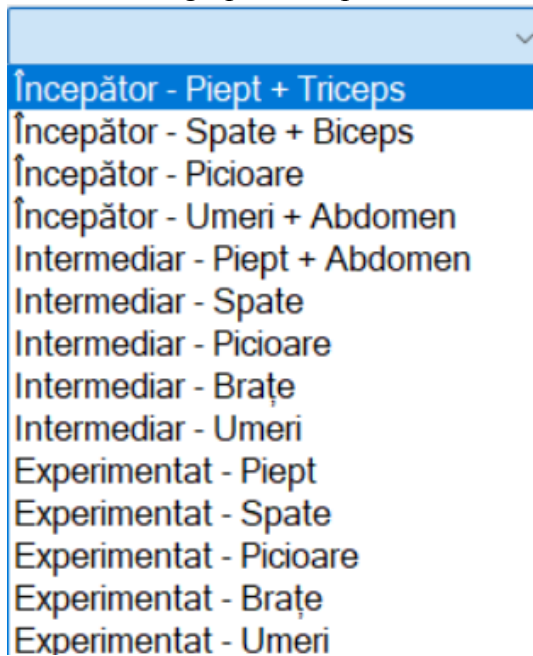 Începător - Piept + Triceps
Începător - Spate + Biceps
Începător - Picioare
Începător - Umeri + Abdomen
Intermediar - Piept + Abdomen
Intermediar - Spate
Intermediar - Picioare
Intermediar - Brațe
Intermediar - Umeri
Experimentat - Piept
Experimentat - Spate
Experimentat - Picioare
Experimentat - Brațe
Experimentat - Umeri